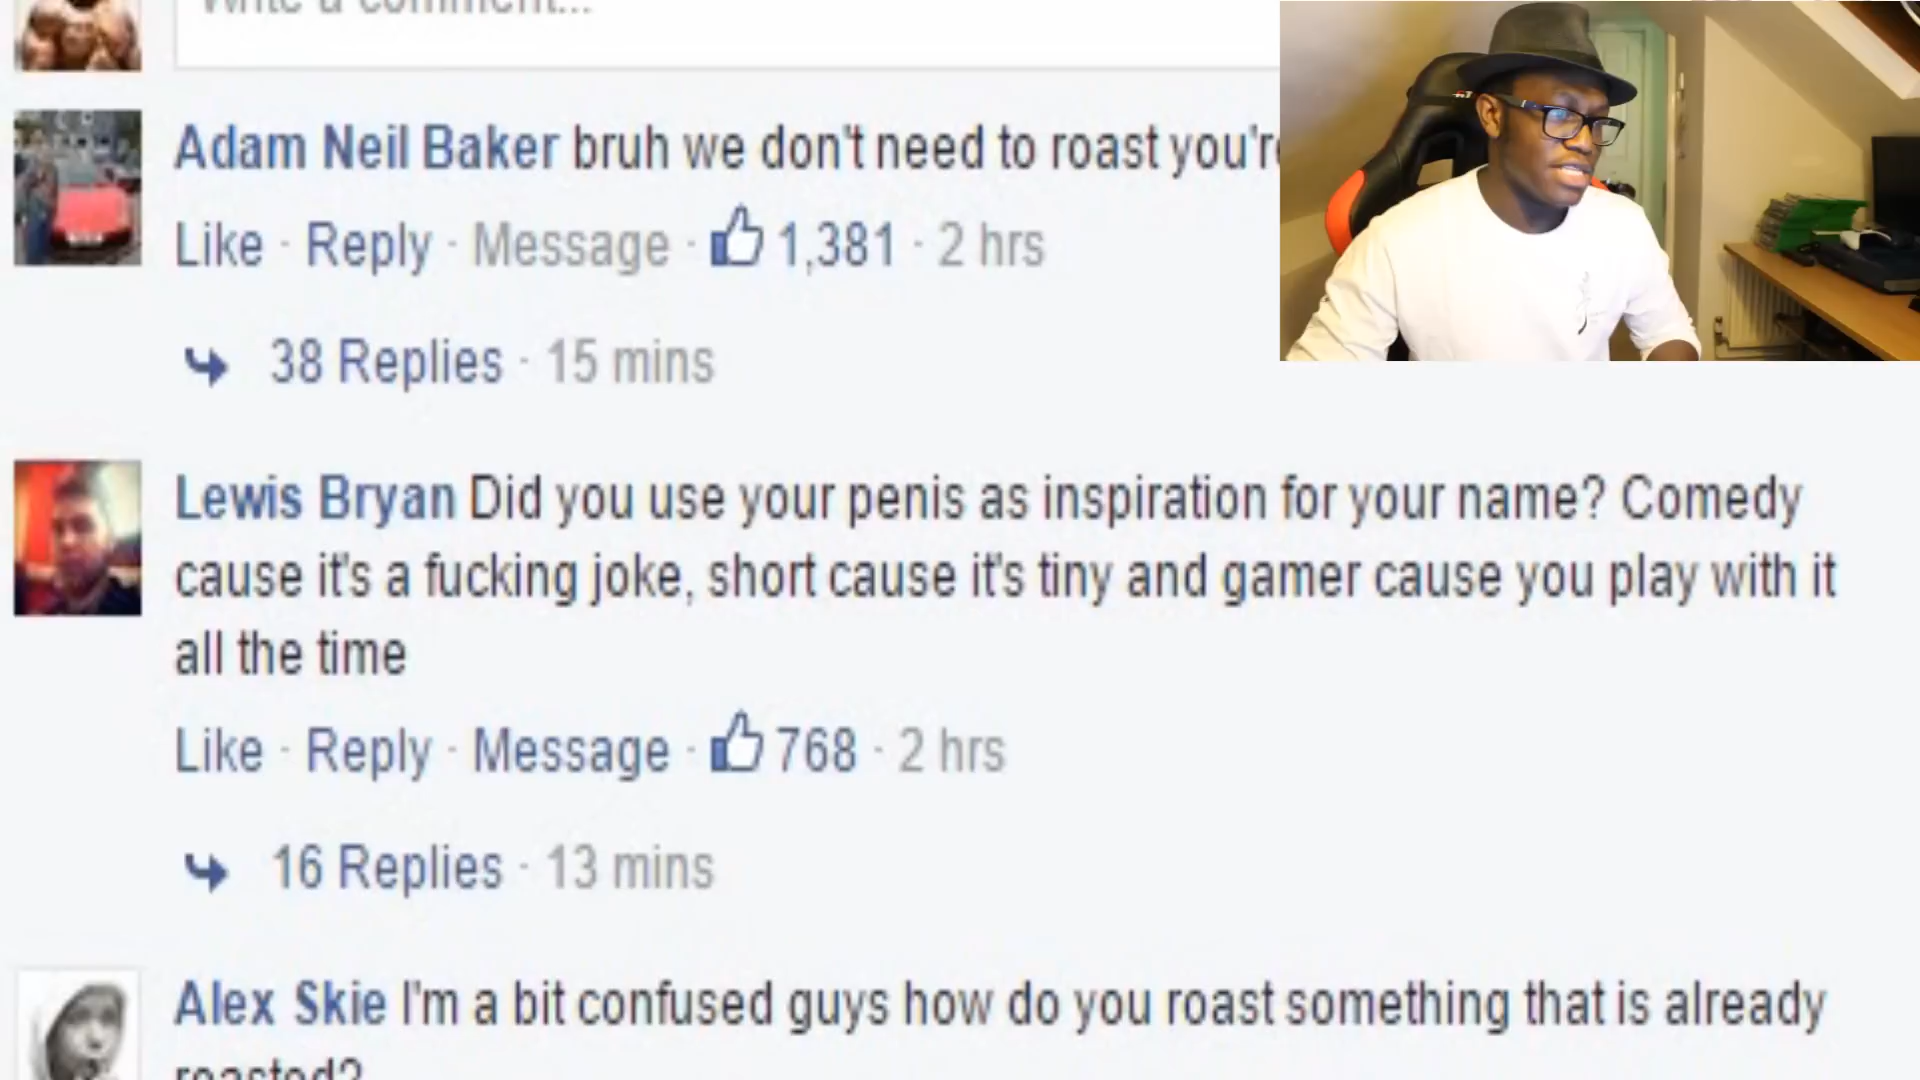 Write a comment...
Adam Neil Baker bruh we don't need to roast
Like · Reply · Message · 1,381 · 2 hrs
38 Replies · 15 mins
Lewis Bryan Did you use your penis as inspiration for your name? Comedy
cause it's a fucking joke, short cause it's tiny and gamer cause you play with it
all the time
Like · Reply · Message · 768 · 2 hrs
16 Replies · 13 mins
Alex Skie I'm a bit confused guys how do you roast something that is already
roasted?